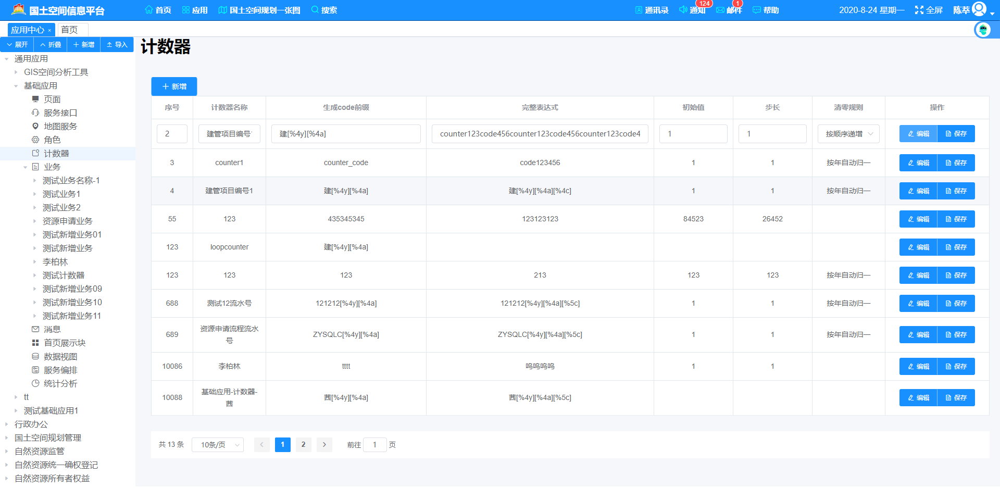 国土空间信息平台 首页 应用 国土空间规划一张图 搜索 通讯录 通知 124 邮件 1 帮助 2020-8-24 星期一 全屏 陈萃
应用中心 × 首页
展开 折叠 新增 导入
通用应用
GIS空间分析工具
基础应用
页面
服务接口
地图服务
角色
计数器
业务
测试业务名称-1
测试业务1
测试业务2
资源申请业务
测试新增业务01
测试新增业务
李柏林
测试计数器
测试新增业务09
测试新增业务10
测试新增业务11
消息
首页展示块
数据视图
服务编排
统计分析
tt
测试基础应用1
行政办公
国土空间规划管理
自然资源监管
自然资源统一确权登记
自然资源所有者权益
计数器
新增
序号 计数器名称 生成code前缀 完整表达式 初始值 步长 清零规则 操作
2 建管项目编号 建[%4y][%4a] counter123code456counter123code456counter123code4 1 1 按顺序递增 编辑 保存
3 counter1 counter_code code123456 1 1 按年自动归一 编辑 保存
4 建管项目编号1 建[%4y][%4a] 建[%4y][%4a][%4c] 1 1 按年自动归一 编辑 保存
55 123 435345345 123123123 84523 26452 编辑 保存
123 loopcounter 建[%4y][%4a] 编辑 保存
123 123 123 213 123 123 按年自动归一 编辑 保存
688 测试12流水号 121212[%4y][%4a] 121212[%4y][%4a][%5c] 1 1 按年自动归一 编辑 保存
689 资源申请流程流水号 ZYSQLC[%4y][%4a] ZYSQLC[%4y][%4a][%5c] 1 1 按年自动归一 编辑 保存
10086 李柏林 tttt 呜呜呜呜 1 1 编辑 保存
10088 基础应用-计数器-茜 茜[%4y][%4a] 茜[%4y][%4a][%5c] 编辑 保存
共 13 条 10条/页 1 2 前往 1 页